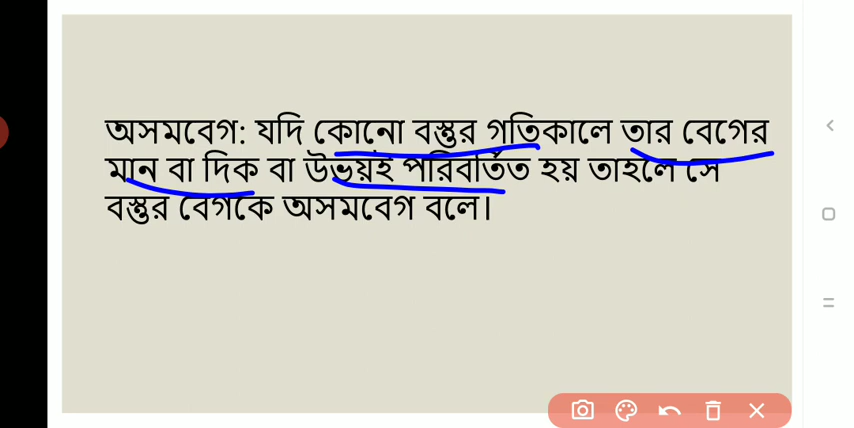 অসমবেগ: যদি কোনো বস্তুর গতিকালে তার বেগের
মান বা দিক বা উভয়ই পরিবর্তিত হয় তাহলে সে
বস্তুর বেগকে অসমবেগ বলে।